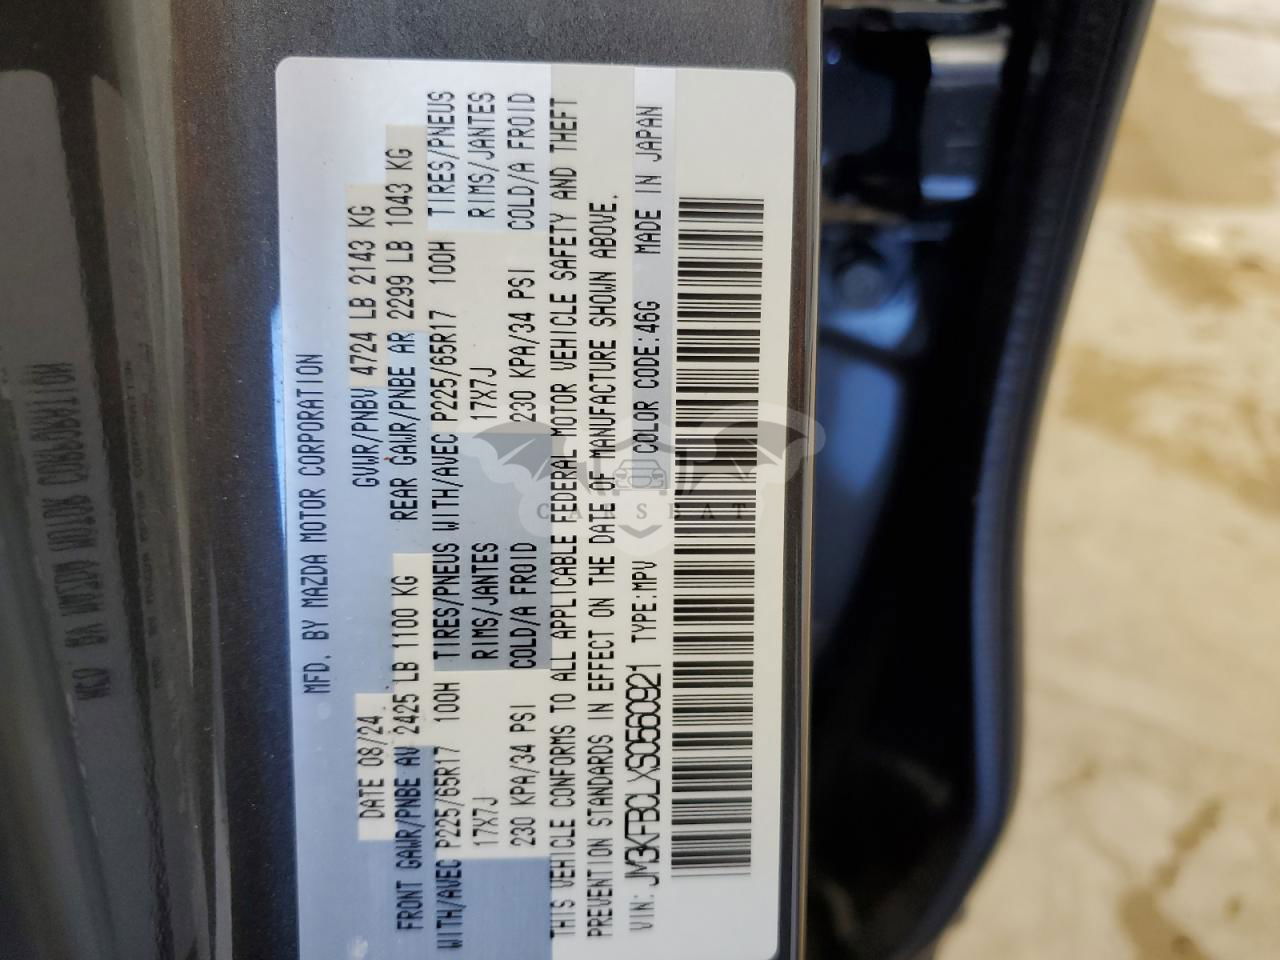 MFD. BY MAZDA MOTOR CORPORATION
DATE 08/24 GVWR/PNBV 4724 LB 2143 KG
FRONT GAWR/PNBE AV 2425 LB 1100 KG REAR GAWR/PNBE AR 2299 LB 1043 KG
WITH/AVEC P225/65R17 100H TIRES/PNEUS WITH/AVEC P225/65R17 100H TIRES/PNEUS
17X7J RIMS/JANTES 17X7J RIMS/JANTES
230 KPA/34 PSI COLD/A FROID 230 KPA/34 PSI COLD/A FROID
THIS VEHICLE CONFORMS TO ALL APPLICABLE FEDERAL MOTOR VEHICLE SAFETY AND THEFT
PREVENTION STANDARDS IN EFFECT ON THE DATE OF MANUFACTURE SHOWN ABOVE.
VIN: JM3KFBCLXS0560921 TYPE:MPV COLOR CODE:46G MADE IN JAPAN